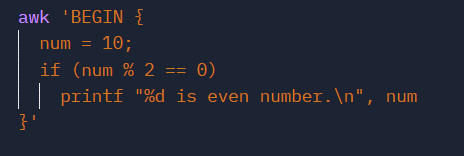 awk 'BEGIN {
  num = 10;
  if (num % 2 == 0)
    printf "%d is even number.\n", num
}'